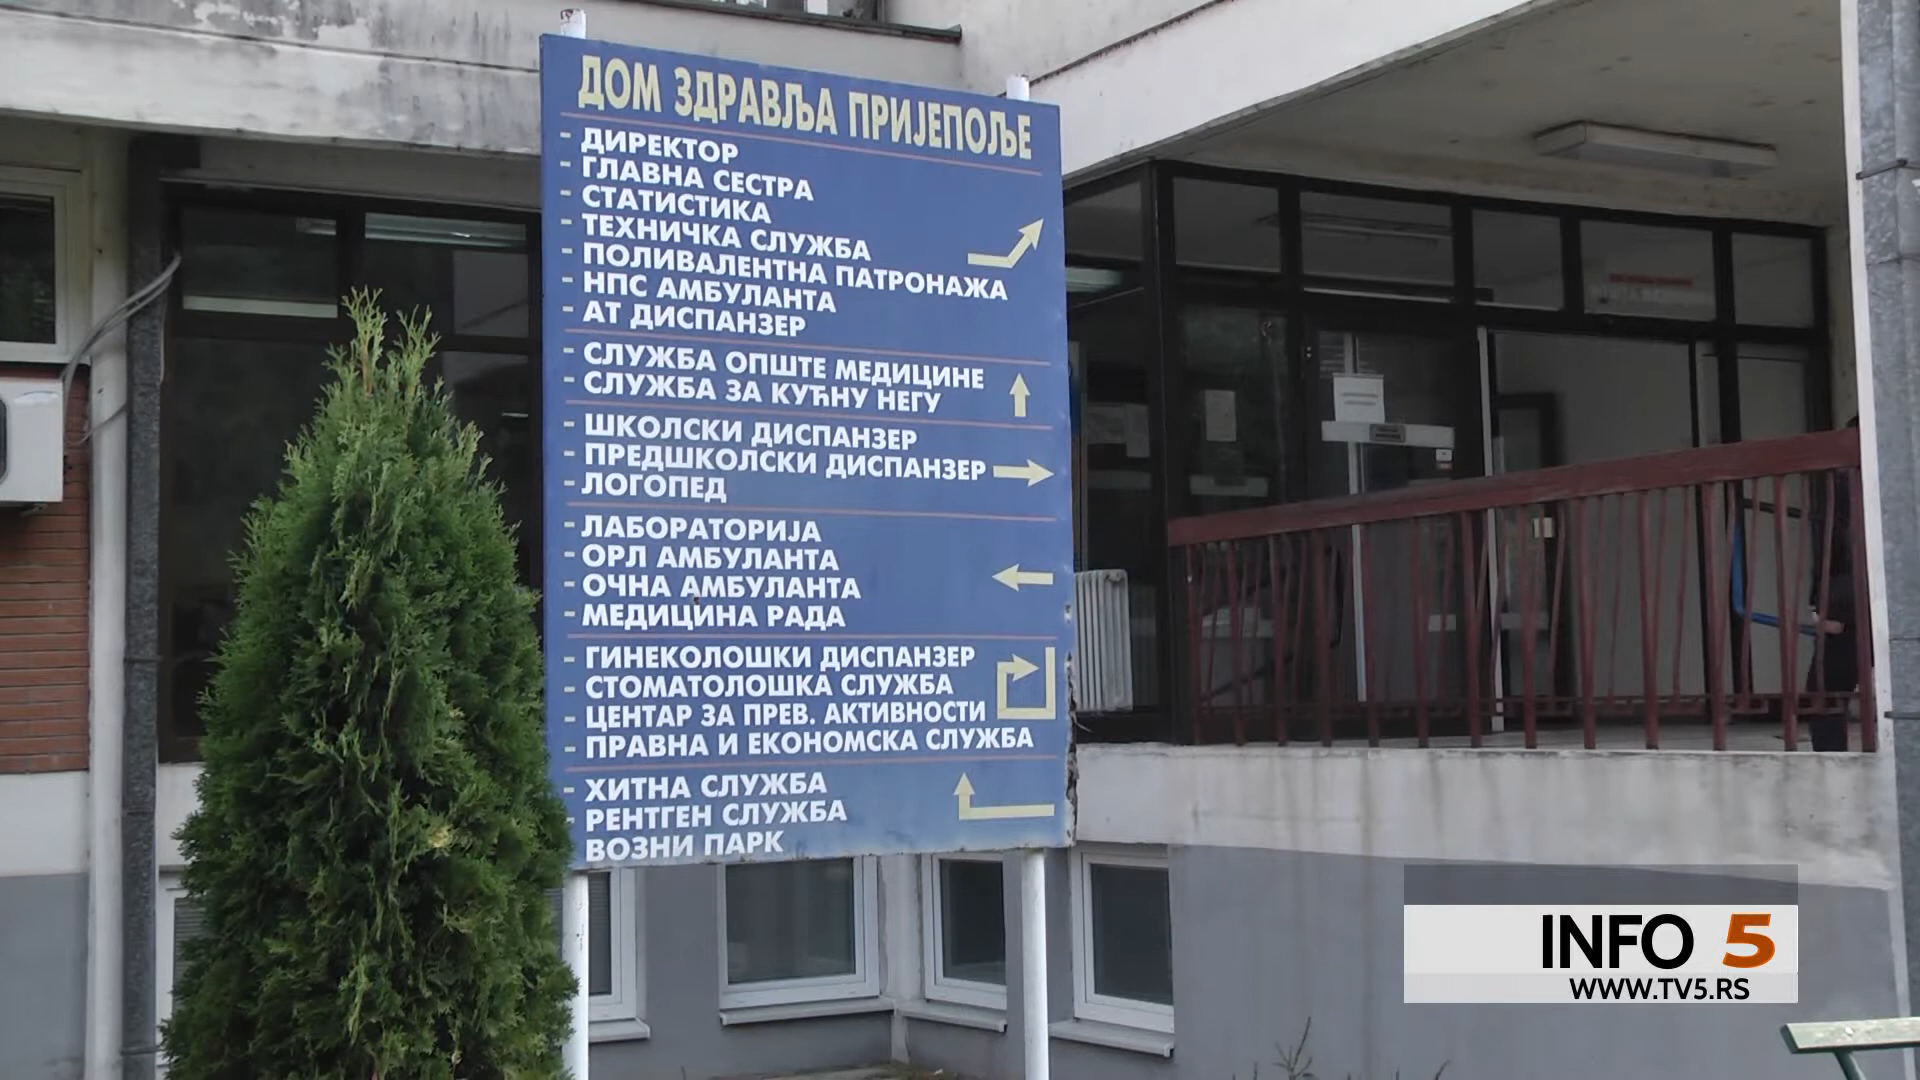 ДОМ ЗДРАВЉА ПРИЈЕПОЉЕ
- ДИРЕКТОР
- ГЛАВНА СЕСТРА
- СТАТИСТИКА
- ТЕХНИЧКА СЛУЖБА
- ПОЛИВАЛЕНТНА ПАТРОНАЖА
- НПС АМБУЛАНТА
- АТ ДИСПАНЗЕР
- СЛУЖБА ОПШТЕ МЕДИЦИНЕ
- СЛУЖБА ЗА КУЋНУ НЕГУ
- ШКОЛСКИ ДИСПАНЗЕР
- ПРЕДШКОЛСКИ ДИСПАНЗЕР
- ЛОГОПЕД
- ЛАБОРАТОРИЈА
- ОРЛ АМБУЛАНТА
- ОЧНА АМБУЛАНТА
- МЕДИЦИНА РАДА
- ГИНЕКОЛОШКИ ДИСПАНЗЕР
- СТОМАТОЛОШКА СЛУЖБА
- ЦЕНТАР ЗА ПРЕВ. АКТИВНОСТИ
- ПРАВНА И ЕКОНОМСКА СЛУЖБА
- ХИТНА СЛУЖБА
- РЕНТГЕН СЛУЖБА
ВОЗНИ ПАРК
INFO 5
WWW.TV5.RS